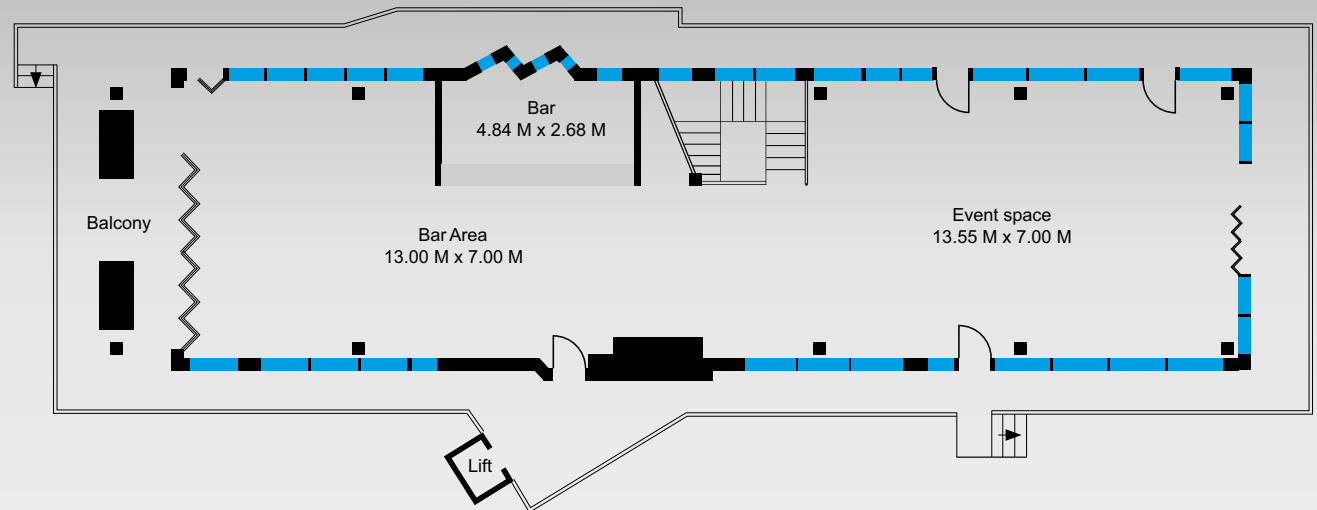 Bar
4.84 M x 2.68 M
Balcony
Bar Area
13.00 M x 7.00 M
Event space
13.55 M x 7.00 M
Lift